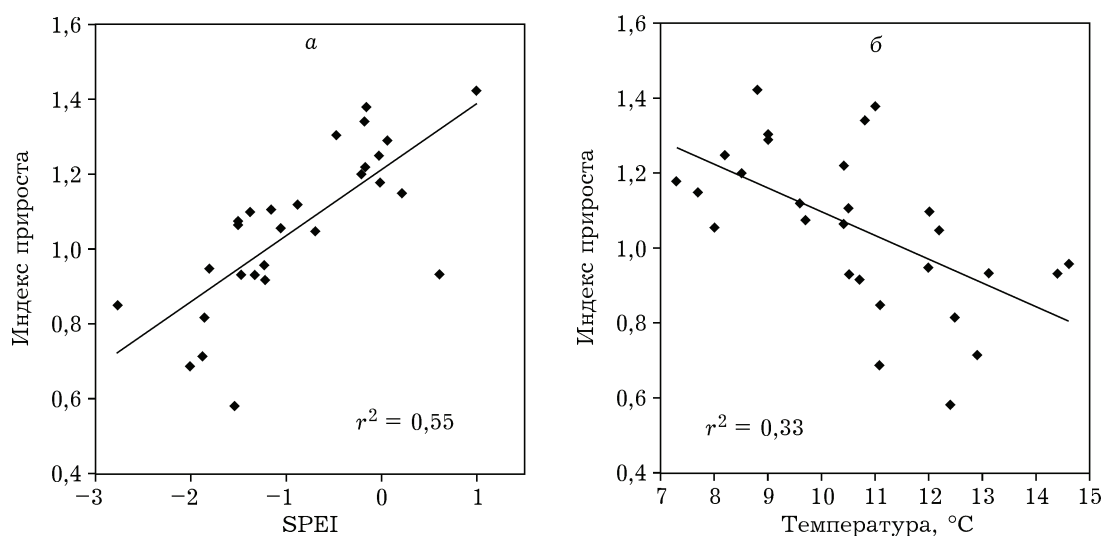 а
1,6
1,4
1,2
1,0
0,8
0,6
0,4
Индекс прироста
r² = 0,55
−3 −2 −1 0 1
SPEI
б
1,6
1,4
1,2
1,0
0,8
0,6
0,4
Индекс прироста
r² = 0,33
7 8 9 10 11 12 13 14 15
Температура, °С